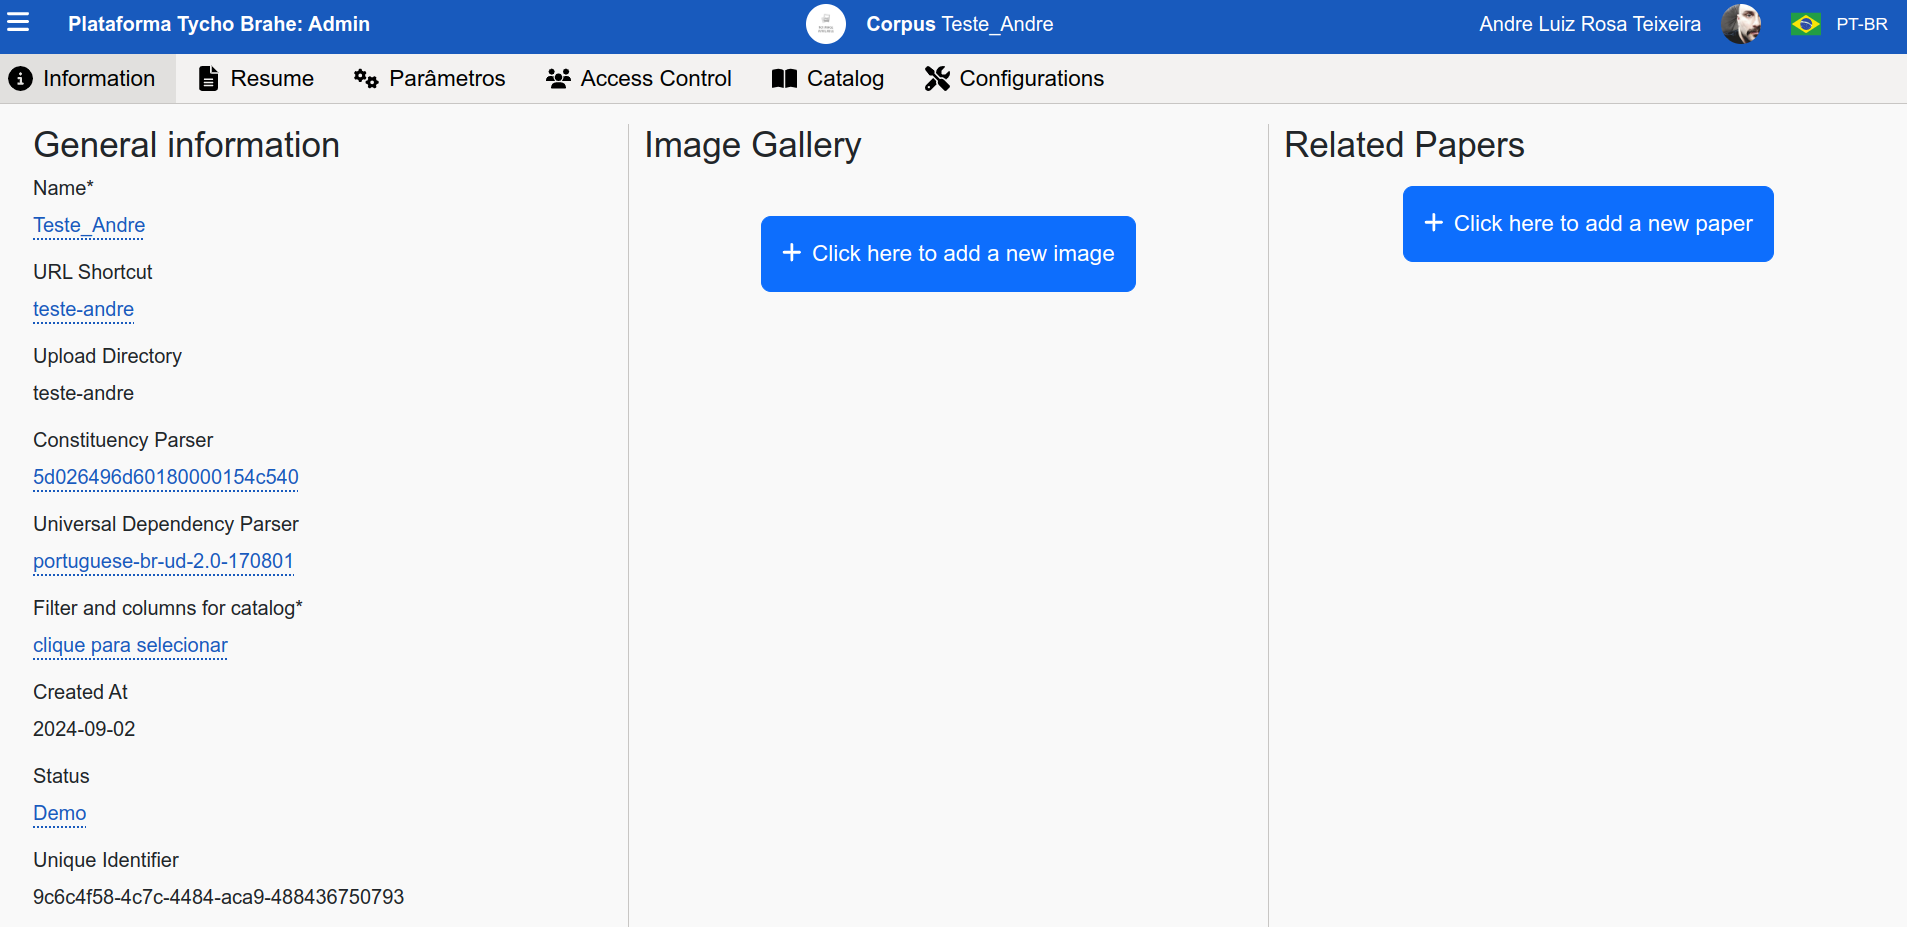 Plataforma Tycho Brahe: Admin
Corpus Teste_Andre
Andre Luiz Rosa Teixeira
PT-BR
Information
Resume
Parâmetros
Access Control
Catalog
Configurations
General information
Name*
Teste_Andre
URL Shortcut
teste-andre
Upload Directory
teste-andre
Constituency Parser
5d026496d60180000154c540
Universal Dependency Parser
portuguese-br-ud-2.0-170801
Filter and columns for catalog*
clique para selecionar
Created At
2024-09-02
Status
Demo
Unique Identifier
9c6c4f58-4c7c-4484-aca9-488436750793
Image Gallery
Click here to add a new image
Related Papers
Click here to add a new paper